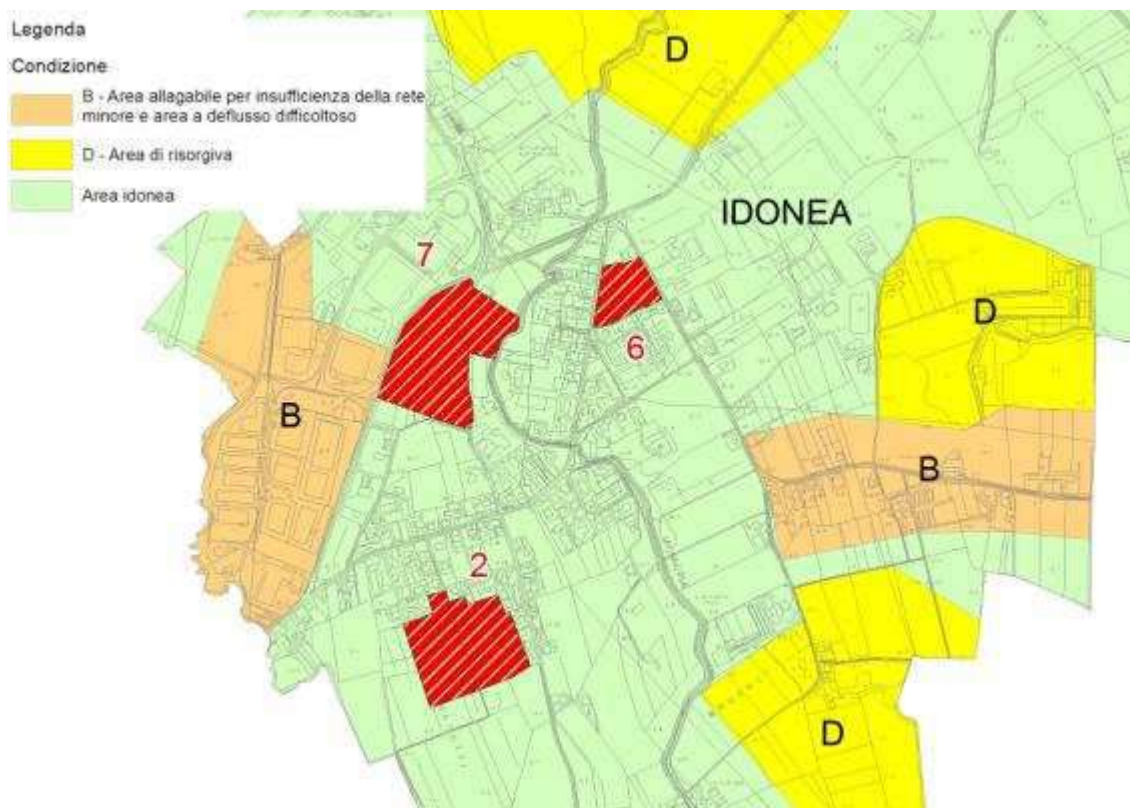 Legenda
Condizione
B - Area allagabile per insufficienza della rete
minore e area a deflusso difficoltoso
D - Area di risorgiva
Area idonea
D
IDONEA
7
6
D
B
B
2
D